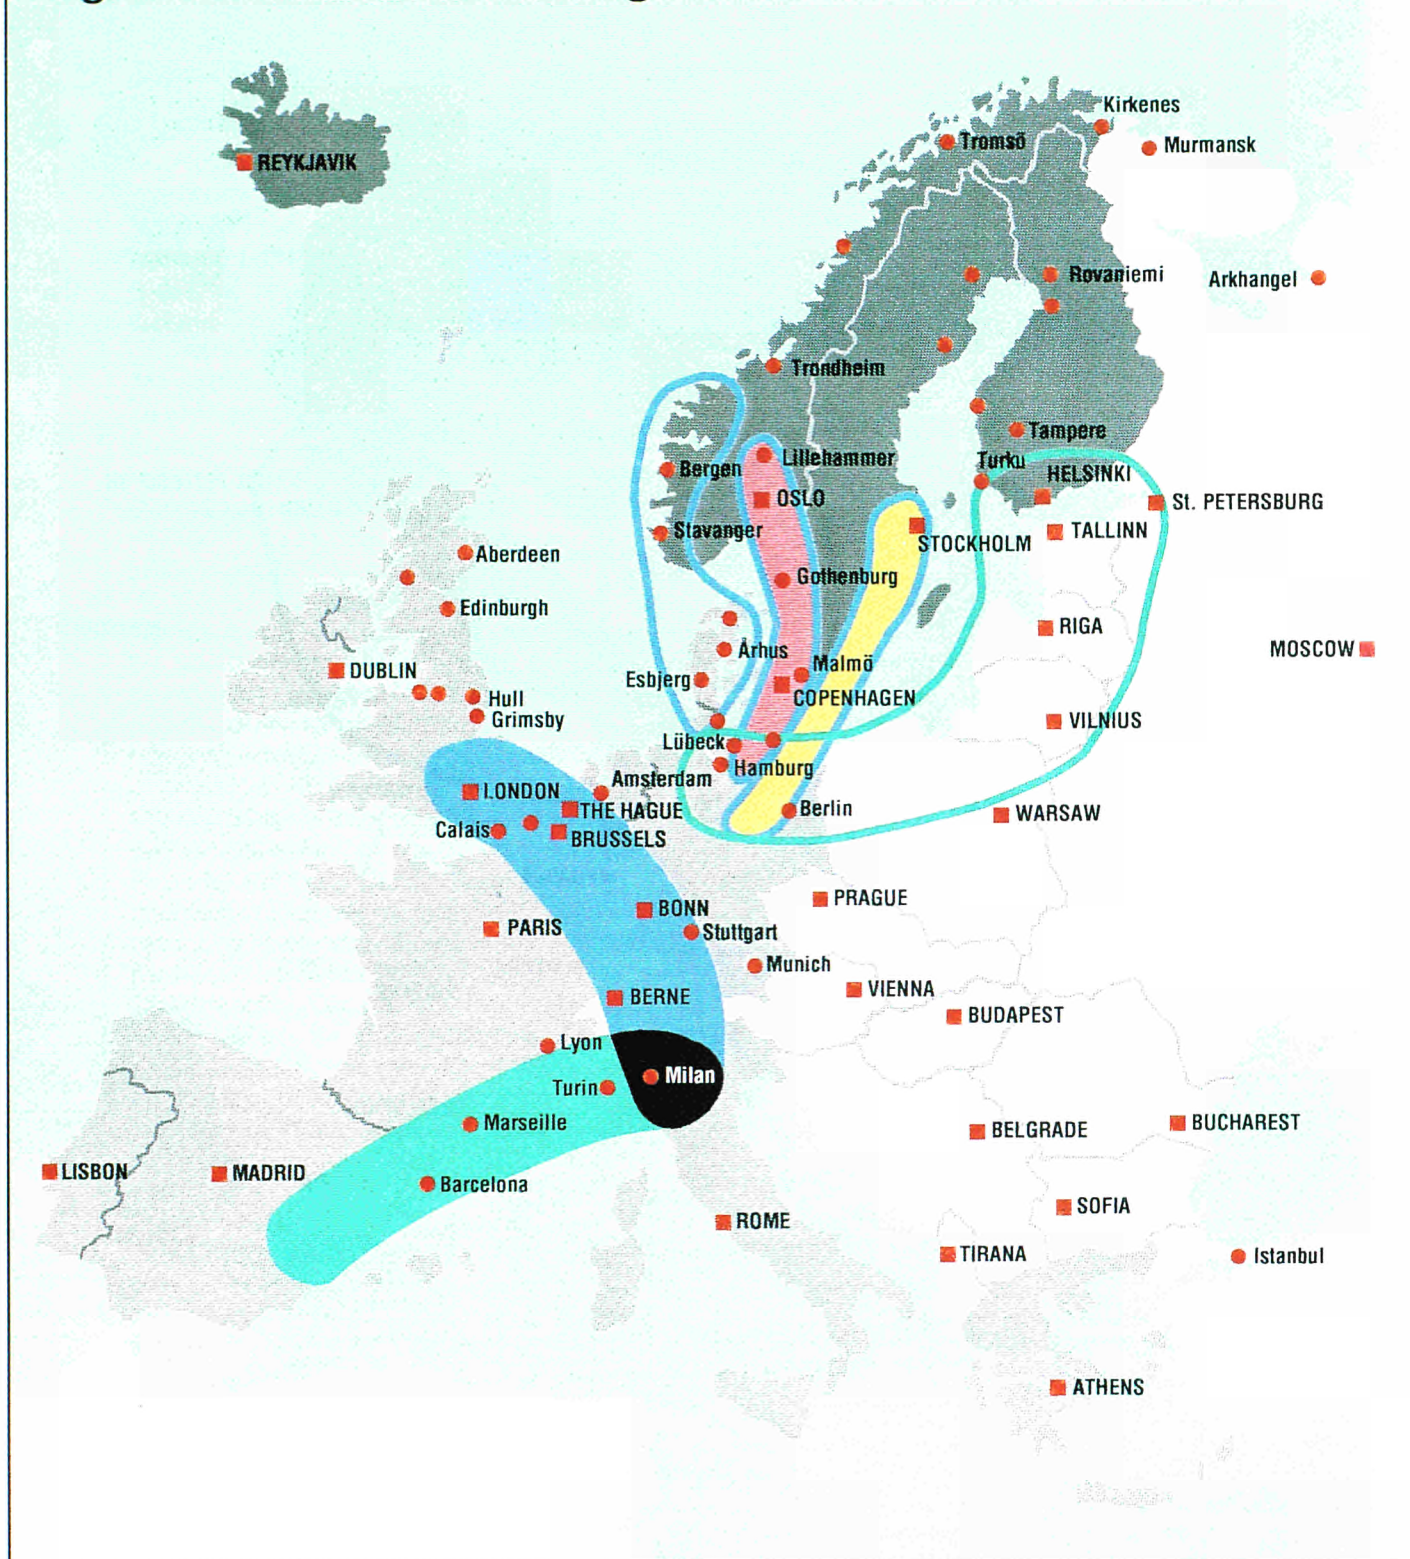 Kirkenes
Tromsö
Murmansk
REYKJAVIK
Rovaniemi
Arkhangel
Trondheim
Tampere
Lillehammer
Turku
Bergen
HELSINKI
OSLO
St. PETERSBURG
Stavanger
TALLINN
STOCKHOLM
Aberdeen
Gothenburg
Edinburgh
RIGA
Århus
MOSCOW
Malmö
DUBLIN
Esbjerg
COPENHAGEN
Hull
Grimsby
VILNIUS
Lübeck
Hamburg
Amsterdam
LONDON
THE HAGUE
Berlin
WARSAW
Calais
BRUSSELS
PRAGUE
BONN
PARIS
Stuttgart
Munich
VIENNA
BERNE
BUDAPEST
Lyon
Milan
Turin
Marseille
BELGRADE
BUCHAREST
LISBON
MADRID
Barcelona
SOFIA
ROME
TIRANA
Istanbul
ATHENS